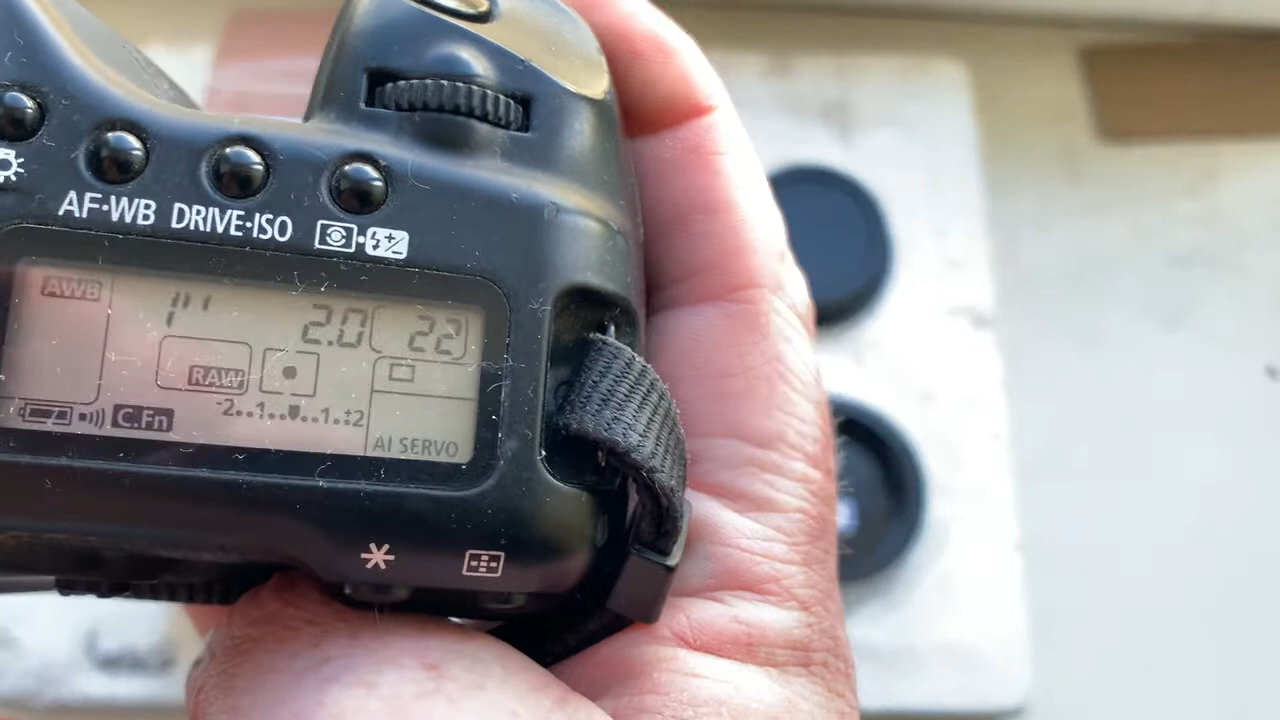 AF·WB DRIVE·ISO
AWB 1" 2.0 22
RAW
-2..1..▼..1.±2
C.Fn
AI SERVO